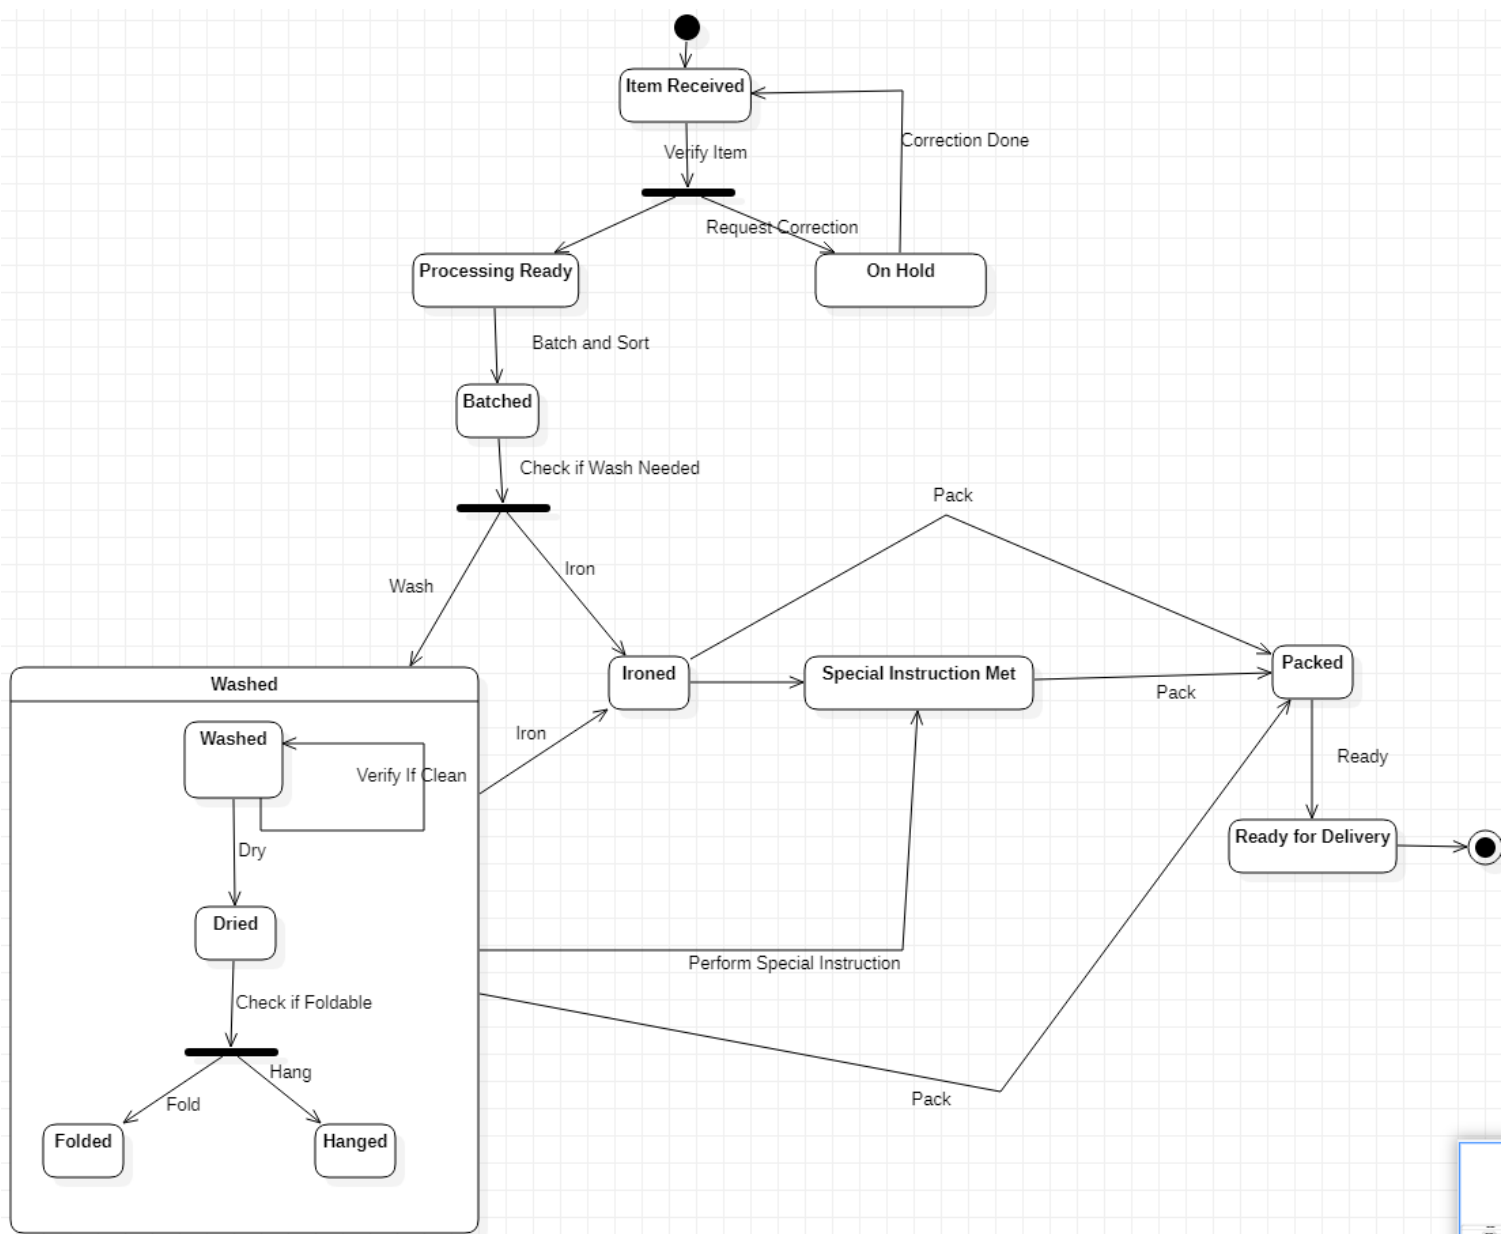 Item Received
Correction Done
Verify Item
Request Correction
Processing Ready
On Hold
Batch and Sort
Batched
Check if Wash Needed
Pack
Iron
Wash
Ironed
Special Instruction Met
Packed
Washed
Pack
Iron
Washed
Verify If Clean
Ready
Dry
Ready for Delivery
Dried
Perform Special Instruction
Check if Foldable
Hang
Fold
Pack
Folded
Hanged